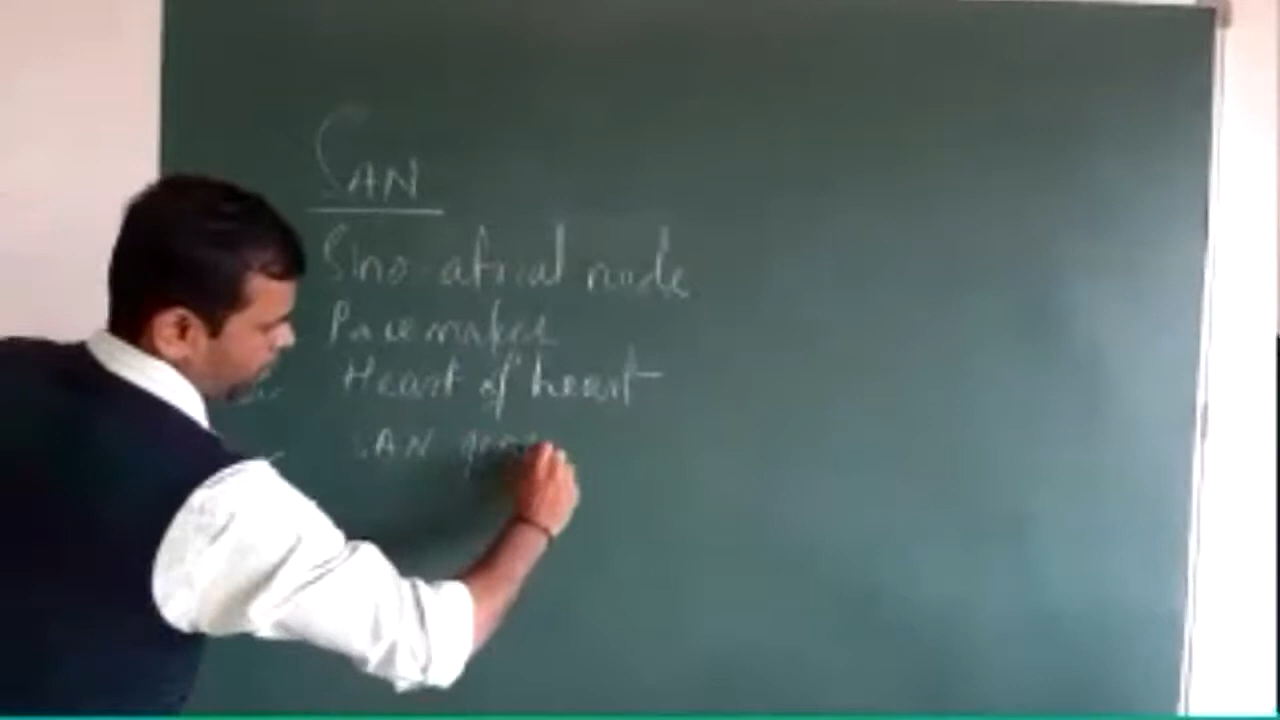 SAN
Sino-atrial node
Pacemaker
Heart of heart
SAN